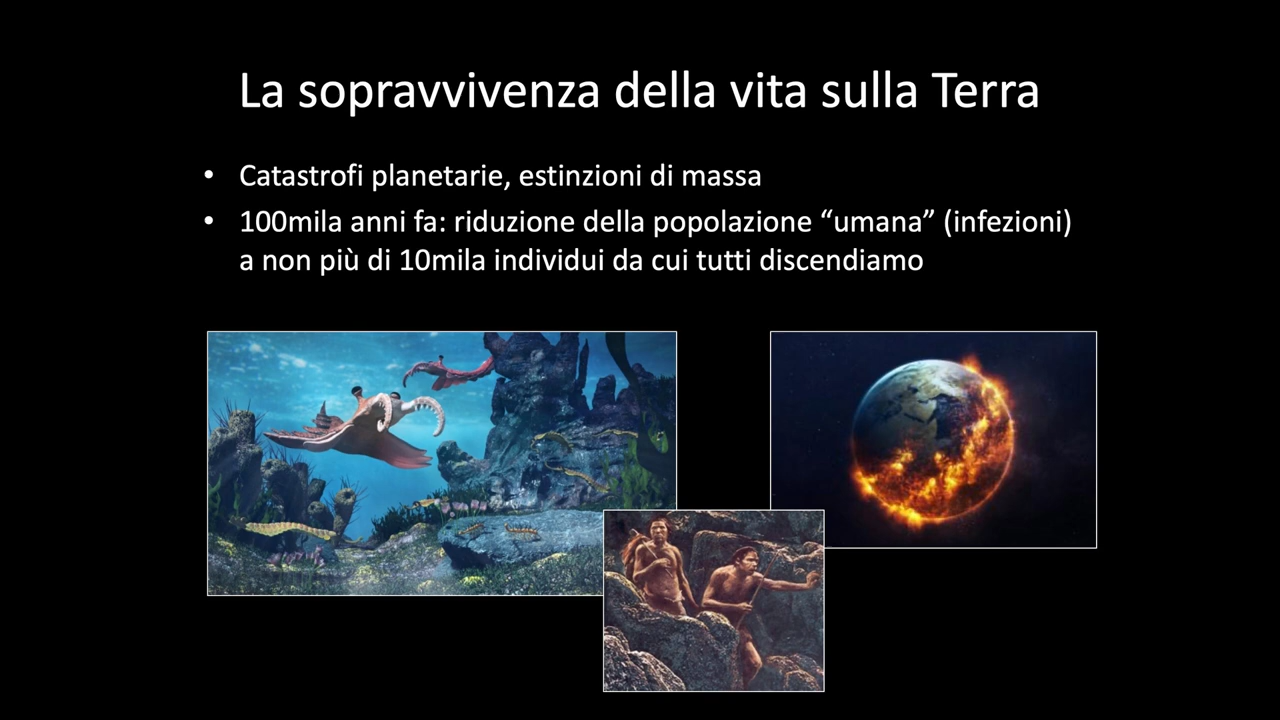 La sopravvivenza della vita sulla Terra
• Catastrofi planetarie, estinzioni di massa
• 100mila anni fa: riduzione della popolazione “umana” (infezioni)
a non più di 10mila individui da cui tutti discendiamo